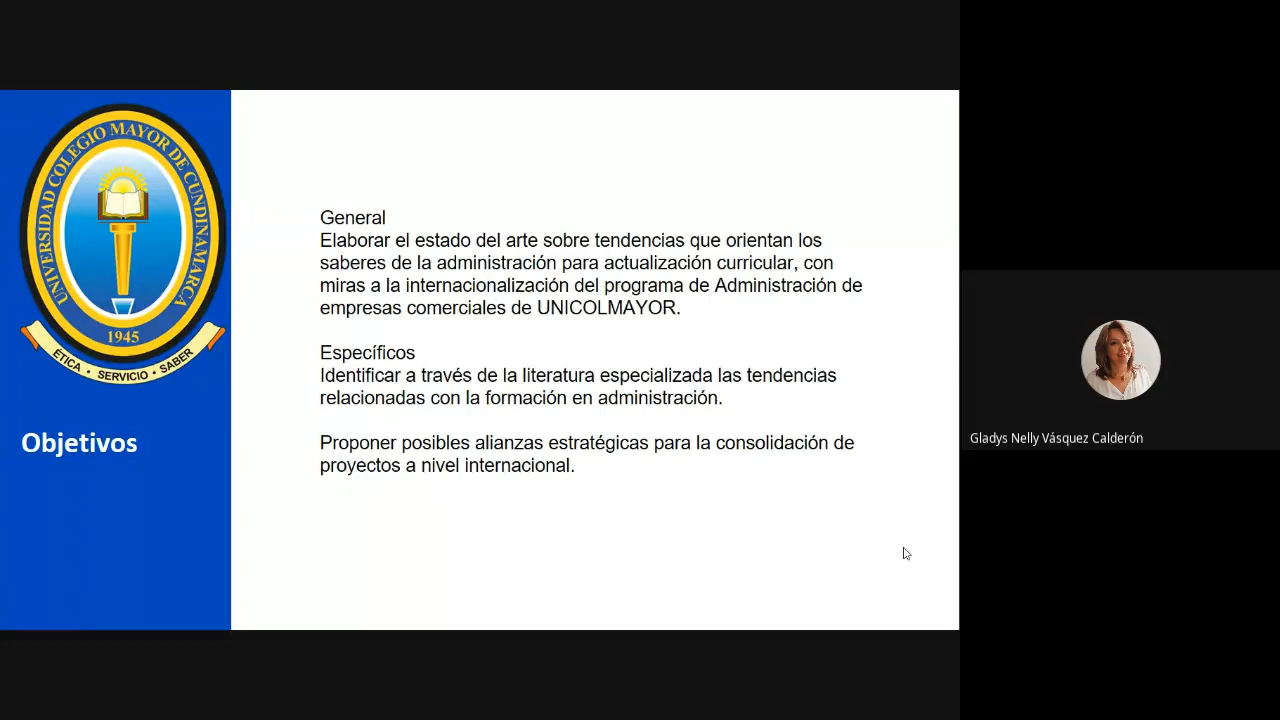 UNIVERSIDAD COLEGIO MAYOR DE CUNDINAMARCA
1945
ÉTICA • SERVICIO • SABER
Objetivos
General
Elaborar el estado del arte sobre tendencias que orientan los
saberes de la administración para actualización curricular, con
miras a la internacionalización del programa de Administración de
empresas comerciales de UNICOLMAYOR.
Específicos
Identificar a través de la literatura especializada las tendencias
relacionadas con la formación en administración.
Proponer posibles alianzas estratégicas para la consolidación de
proyectos a nivel internacional.
Gladys Nelly Vásquez Calderón